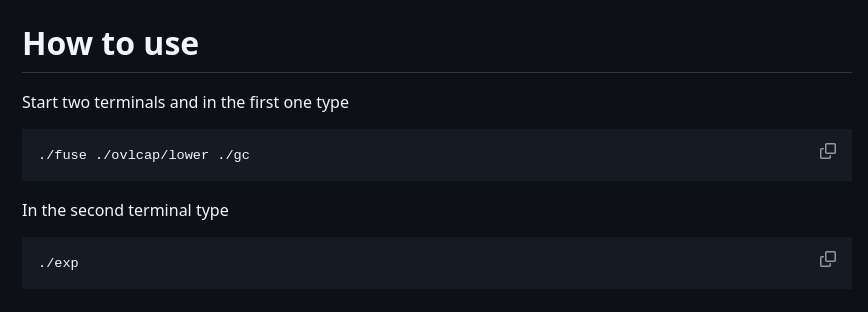 How to use
Start two terminals and in the first one type
./fuse ./ovlcap/lower ./gc
In the second terminal type
./exp